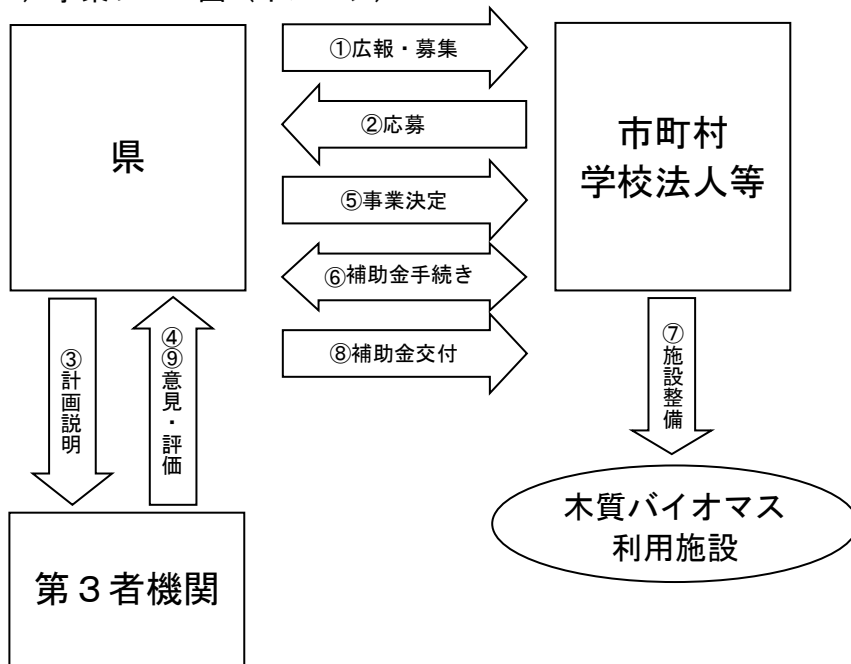 県
①広報・募集
②応募
⑤事業決定
⑥補助金手続き
⑧補助金交付
市町村
学校法人等
③計画説明
④⑨意見・評価
⑦施設整備
木質バイオマス
利用施設
第３者機関